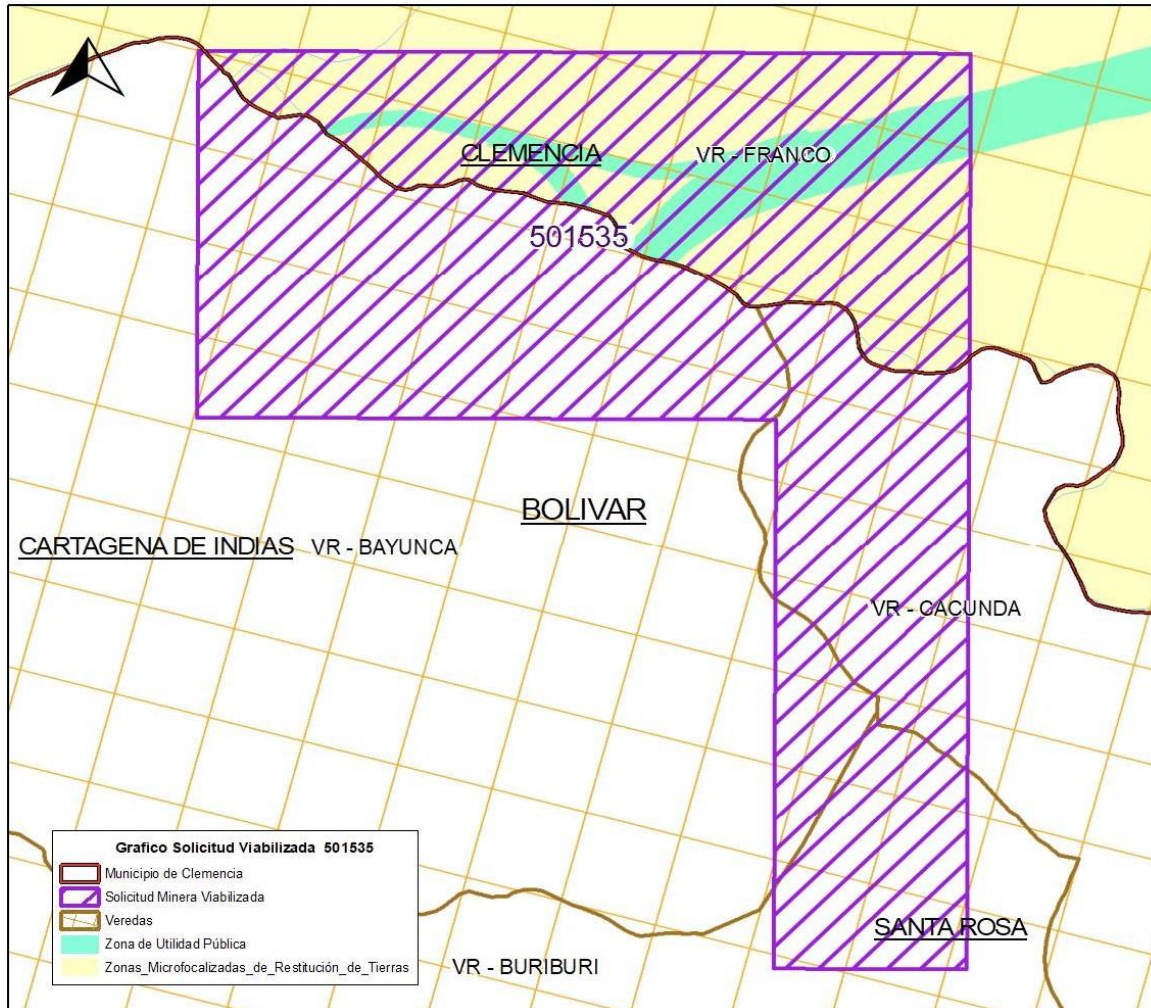 CLEMENCIA
VR - FRANCO
501535
BOLIVAR
CARTAGENA DE INDIAS
VR - BAYUNCA
VR - CACUNDA
SANTA ROSA
VR - BURIBURI
Grafico Solicitud Viabilizada 501535
Municipio de Clemencia
Solicitud Minera Viabilizada
Veredas
Zona de Utilidad Pública
Zonas_Microfocalizadas_de_Restitución_de_Tierras